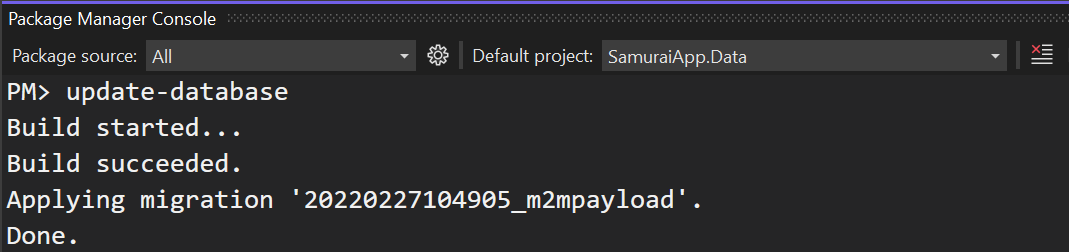 Package Manager Console
Package source: All Default project: SamuraiApp.Data
PM> update-database
Build started...
Build succeeded.
Applying migration '20220227104905_m2mpayload'.
Done.